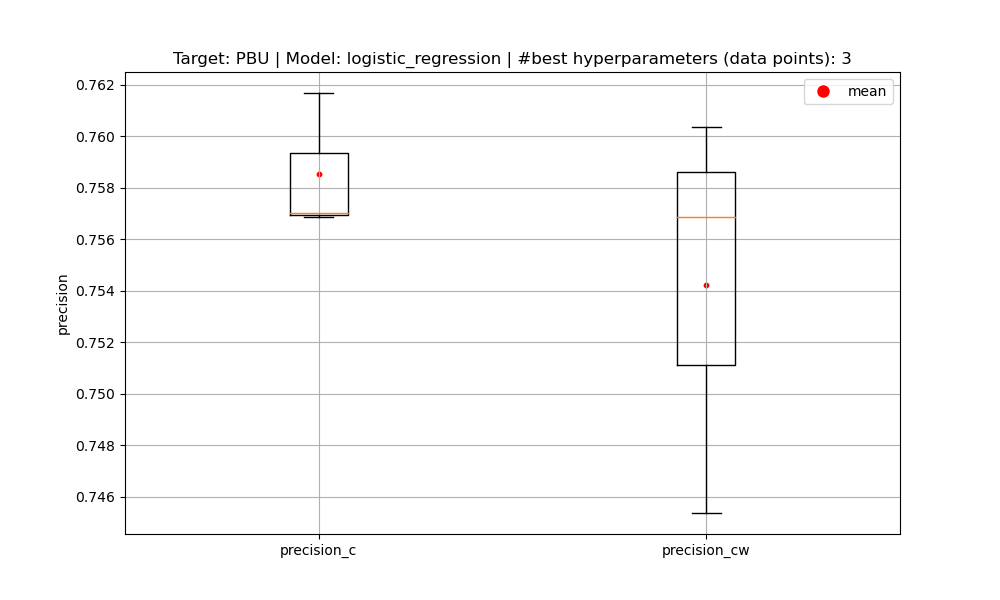 Target: PBU | Model: logistic_regression | #best hyperparameters (data points): 3
0.762
0.760
0.758
0.756
0.754
0.752
0.750
0.748
0.746
precision
mean
precision_c
precision_cw